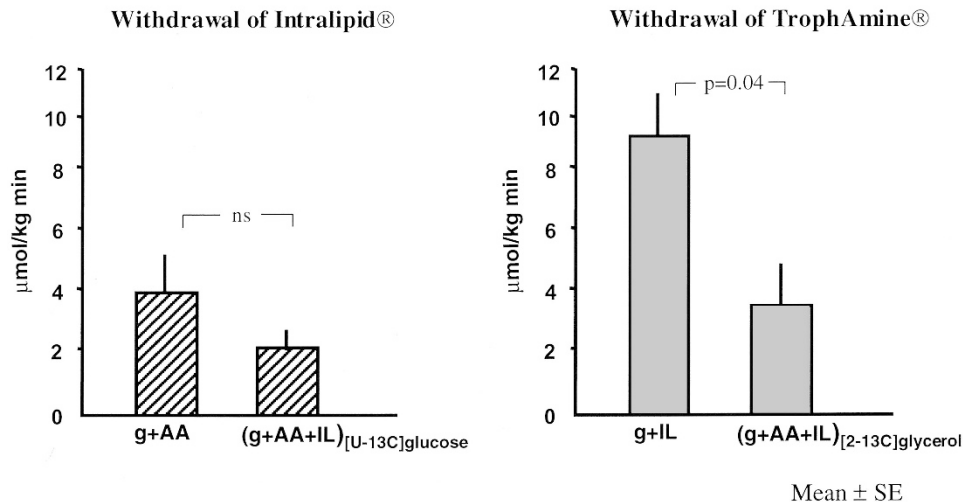 Withdrawal of Intralipid®
12
10
8
6
4
2
0
μmol/kg min
ns
g+AA
(g+AA+IL)[U-13C]glucose
Withdrawal of TrophAmine®
12
10
8
6
4
2
0
μmol/kg min
p=0.04
g+IL
(g+AA+IL)[2-13C]glycerol
Mean ± SE